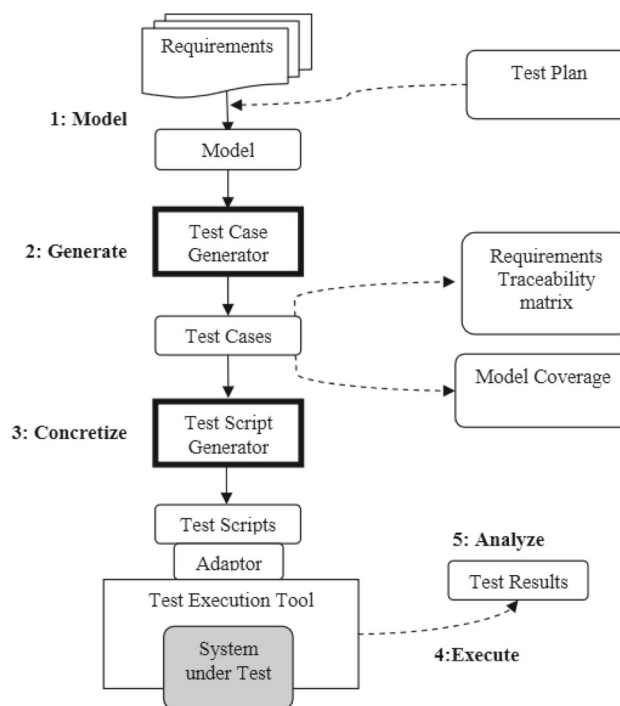 Requirements
Test Plan
1: Model
Model
2: Generate
Test Case
Generator
Requirements
Traceability
matrix
Test Cases
Model Coverage
3: Concretize
Test Script
Generator
Test Scripts
5: Analyze
Adaptor
Test Results
Test Execution Tool
System
under Test
4:Execute